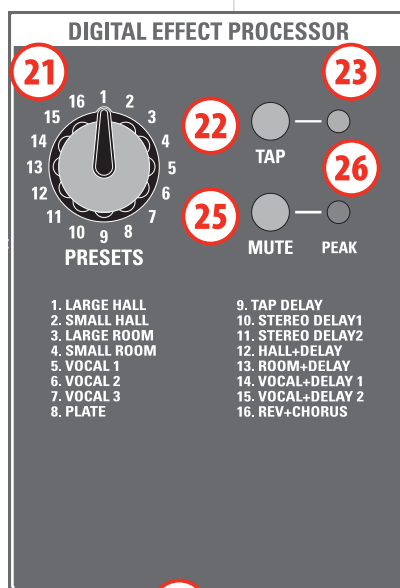 DIGITAL EFFECT PROCESSOR
21
23
16 1 2
15 3
14 4
13 5
12 6
11 7
10 9 8
PRESETS
22
TAP
26
25
MUTE PEAK
1. LARGE HALL
2. SMALL HALL
3. LARGE ROOM
4. SMALL ROOM
5. VOCAL 1
6. VOCAL 2
7. VOCAL 3
8. PLATE
9. TAP DELAY
10. STEREO DELAY1
11. STEREO DELAY2
12. HALL+DELAY
13. ROOM+DELAY
14. VOCAL+DELAY 1
15. VOCAL+DELAY 2
16. REV+CHORUS